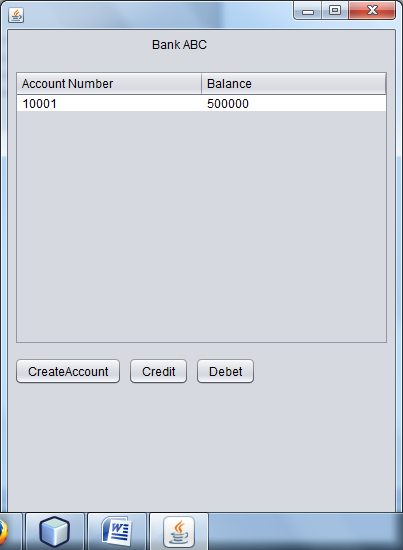 Bank ABC
Account Number Balance
10001 500000
CreateAccount Credit Debet
W